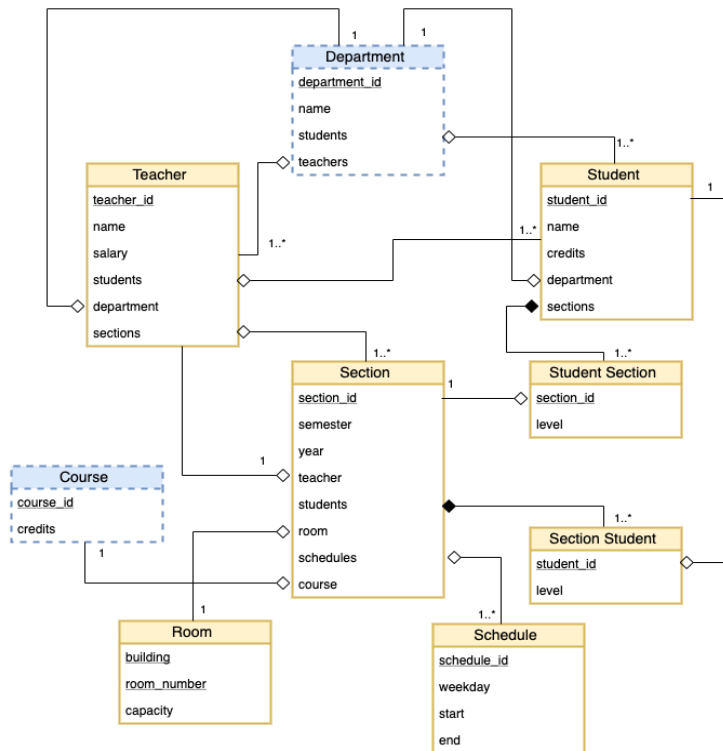 1
1
Department
department_id
name
students
teachers
1..*
1..*
Teacher
teacher_id
name
salary
students
department
sections
Student
student_id
name
credits
department
sections
1
1..*
1..*
1..*
Section
section_id
semester
year
teacher
students
room
schedules
course
1
1
Student Section
section_id
level
Course
course_id
credits
1
1..*
Section Student
student_id
level
1
1..*
Room
building
room_number
capacity
Schedule
schedule_id
weekday
start
end